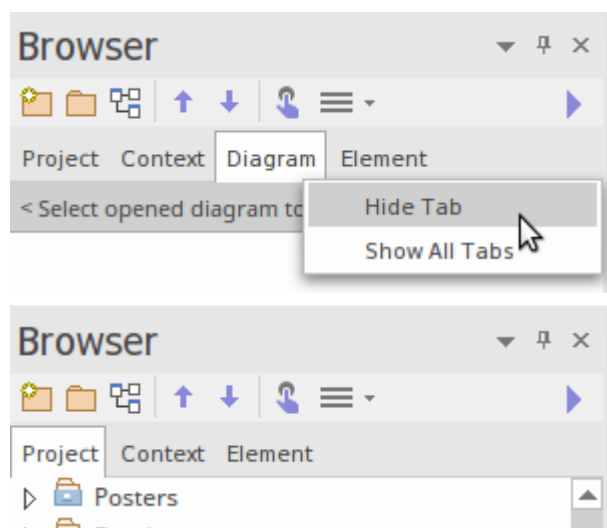 Browser
Project Context Diagram Element
< Select opened diagram to
Hide Tab
Show All Tabs
Browser
Project Context Element
Posters